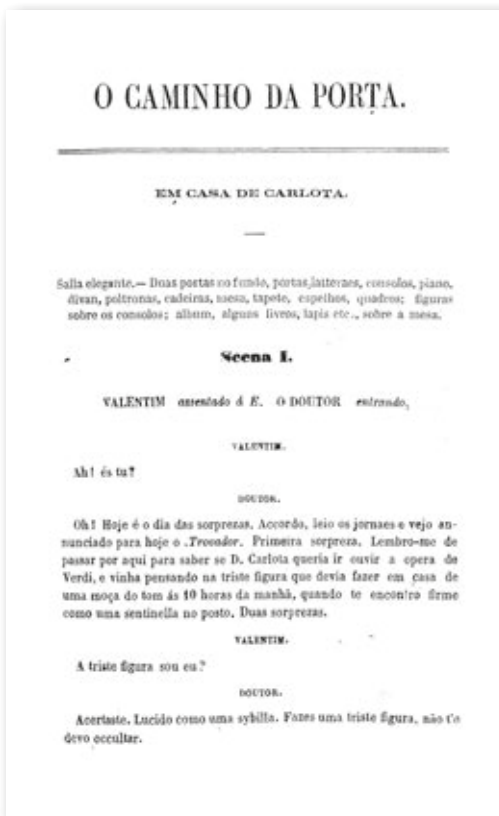 O CAMINHO DA PORTA.
EM CASA DE CARLOTA.
Salla elegante.— Duas portas no fundo, portas latteraes, consolos, piano,
divan, poltronas, cadeiras, mesa, tapete, espelhos, quadros; figuras
sobre os consolos; album, alguns livros, lapis etc., sobre a mesa.
Scena I.
VALENTIM assentado á E. O DOUTOR entrando,
VALENTIM.
Ah! és tu?
DOUTOR.
Oh! Hoje é o dia das sorprezas. Accordo, leio os jornaes e vejo an-
nunciado para hoje o Trovador. Primeira sorpreza. Lembro-me de
passar por aqui para saber se D. Carlota queria ir ouvir a opera de
Verdi, e vinha pensando na triste figura que devia fazer em casa de
uma moça do tom ás 10 horas da manhã, quando te encontro firme
como uma sentinella no posto. Duas sorprezas.
VALENTIM.
A triste figura sou eu?
DOUTOR.
Acertaste. Lucido como uma sybilla. Fazes uma triste figura, não t'o
devo occultar.